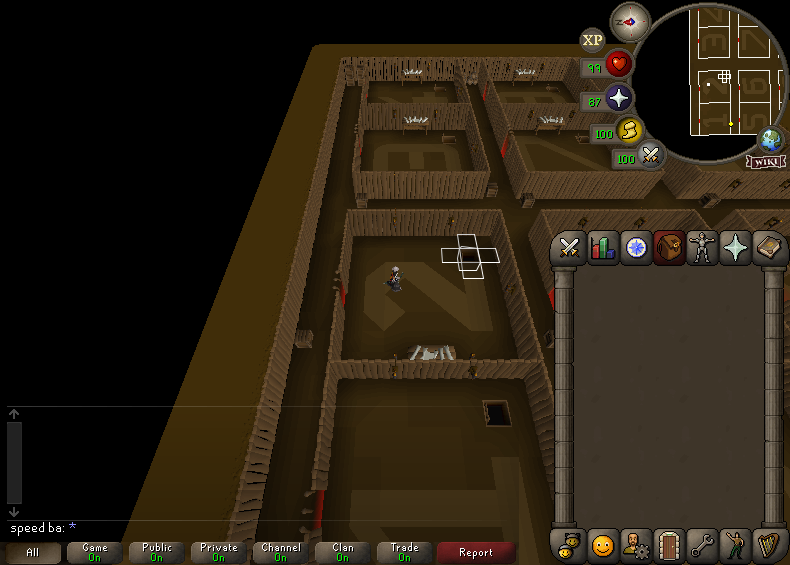 XP
99
67
100
100
WIKI
speed ba: *
All
Game
On
Public
On
Private
On
Channel
On
Clan
On
Trade
On
Report